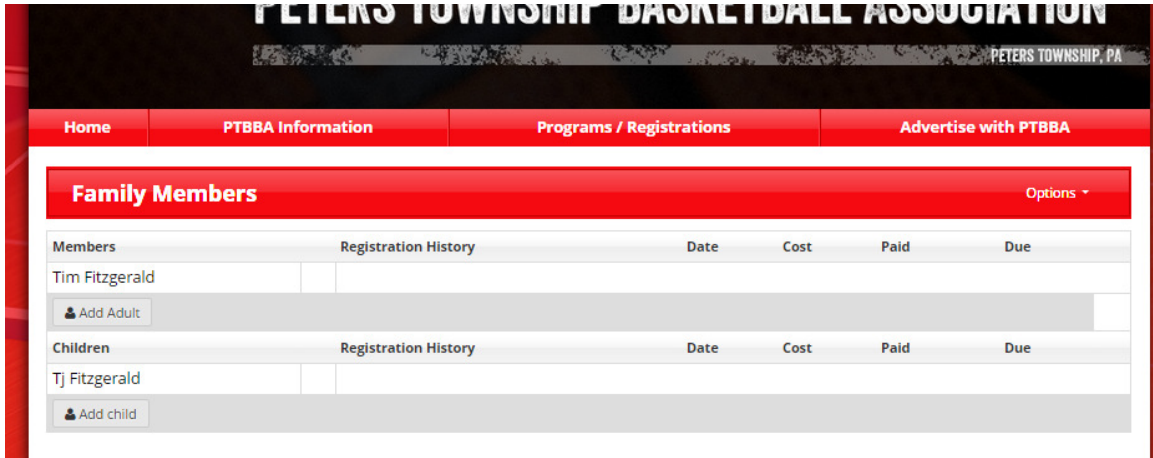 PETERS TOWNSHIP BASKETBALL ASSOCIATION
PETERS TOWNSHIP, PA
Home PTBBA Information Programs / Registrations Advertise with PTBBA
Family Members Options
Members Registration History Date Cost Paid Due
Tim Fitzgerald
Add Adult
Children Registration History Date Cost Paid Due
Tj Fitzgerald
Add child